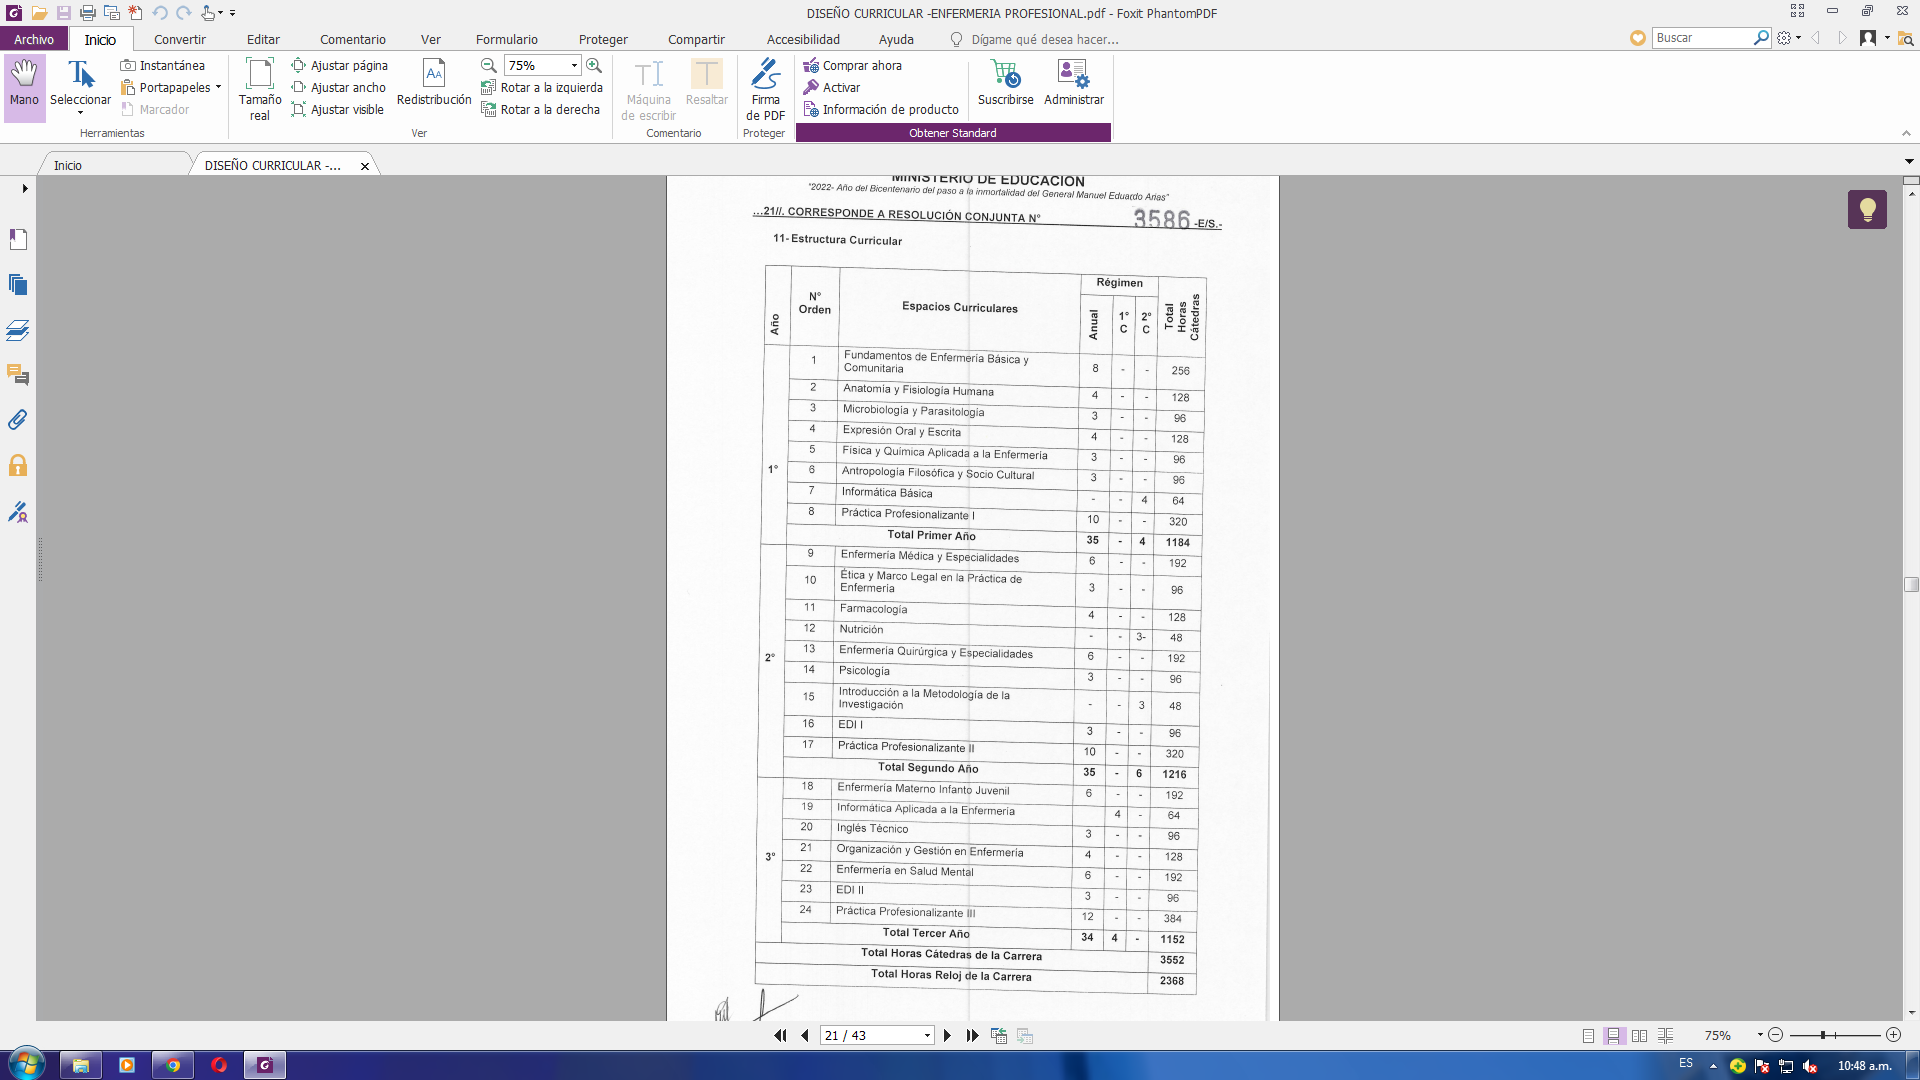 DISEÑO CURRICULAR -ENFERMERIA PROFESIONAL.pdf - Foxit PhantomPDF
Archivo Inicio Convertir Editar Comentario Ver Formulario Proteger Compartir Accesibilidad Ayuda Dígame qué desea hacer... Buscar
Mano
Seleccionar
Instantánea
Portapapeles
Marcador
Herramientas
Tamaño real
Ajustar página
Ajustar ancho
Ajustar visible
Redistribución
75%
Rotar a la izquierda
Rotar a la derecha
Ver
Máquina de escribir
Resaltar
Comentario
Firma de PDF
Proteger
Comprar ahora
Activar
Información de producto
Suscribirse
Administrar
Obtener Standard
Inicio
DISEÑO CURRICULAR -...
MINISTERIO DE EDUCACION
"2022- Año del Bicentenario del paso a la inmortalidad del General Manuel Eduardo Arias"
...21//. CORRESPONDE A RESOLUCIÓN CONJUNTA N° 3586 -E/S.-
11- Estructura Curricular
Año N° Orden Espacios Curriculares Régimen Total Horas Cátedras
Anual 1° C 2° C
1°
1 Fundamentos de Enfermería Básica y Comunitaria 8 - - 256
2 Anatomía y Fisiología Humana 4 - - 128
3 Microbiología y Parasitología 3 - - 96
4 Expresión Oral y Escrita 4 - - 128
5 Física y Química Aplicada a la Enfermería 3 - - 96
6 Antropología Filosófica y Socio Cultural 3 - - 96
7 Informática Básica - - 4 64
8 Práctica Profesionalizante I 10 - - 320
Total Primer Año 35 - 4 1184
2°
9 Enfermería Médica y Especialidades 6 - - 192
10 Ética y Marco Legal en la Práctica de Enfermería 3 - - 96
11 Farmacología 4 - - 128
12 Nutrición - - 3- 48
13 Enfermería Quirúrgica y Especialidades 6 - - 192
14 Psicología 3 - - 96
15 Introducción a la Metodología de la Investigación - - 3 48
16 EDI I 3 - - 96
17 Práctica Profesionalizante II 10 - - 320
Total Segundo Año 35 - 6 1216
3°
18 Enfermería Materno Infanto Juvenil 6 - - 192
19 Informática Aplicada a la Enfermería 4 - 64
20 Inglés Técnico 3 - - 96
21 Organización y Gestión en Enfermería 4 - - 128
22 Enfermería en Salud Mental 6 - - 192
23 EDI II 3 - - 96
24 Práctica Profesionalizante III 12 - - 384
Total Tercer Año 34 4 - 1152
Total Horas Cátedras de la Carrera 3552
Total Horas Reloj de la Carrera 2368
21 / 43
75%
ES
10:48 a.m.